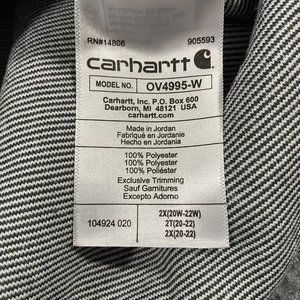 RN#14806 905593
carhartt
MODEL NO. OV4995-W
Carhartt, Inc. P.O. Box 600
Dearborn, MI 48121 USA
carhartt.com
Made in Jordan
Fabriqué en Jordanie
Hecho en Jordania
100% Polyester
100% Polyester
100% Poliéster
Exclusive Trimming
Sauf Garnitures
Excepto Adorno
2X(20W-22W)
104924 020 2T(20-22)
2X(20-22)